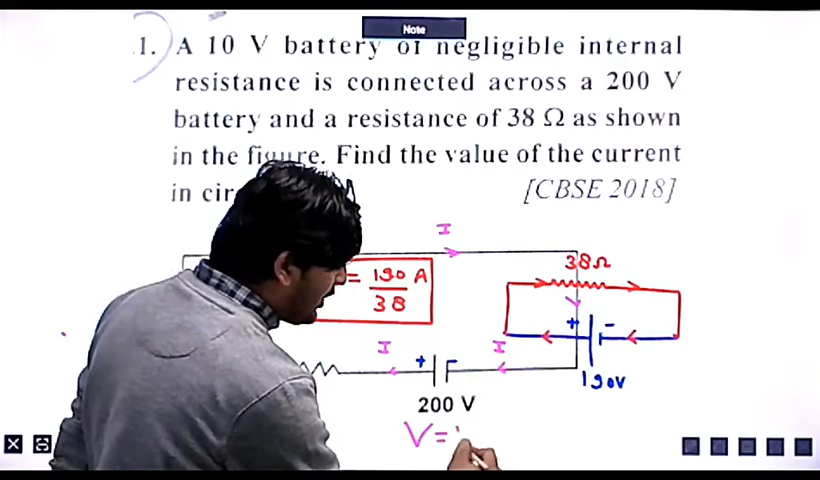 Note
1. A 10 V battery of negligible internal
resistance is connected across a 200 V
battery and a resistance of 38 Ω as shown
in the figure. Find the value of the current
in
[CBSE 2018]
I
38Ω
= 190 A
38
+ -
I
+
I
190V
200 V
V=